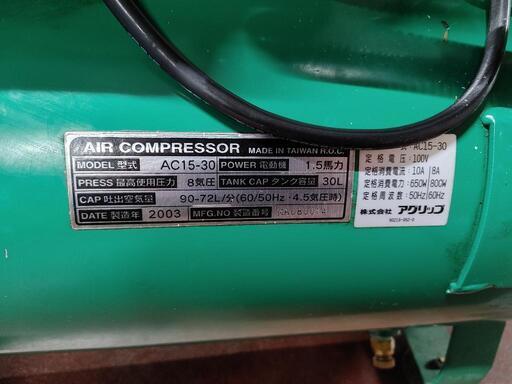 AIR COMPRESSOR MADE IN TAIWAN R.O.C.
MODEL 型式 AC15-30 POWER 電動機 1.5馬力
PRESS 最高使用圧力 8気圧 TANK CAP タンク容量 30L
CAP 吐出空気量 90-72L/分(60/50Hz・4.5気圧時)
DATE 製造年 2003 MFG.NO 製造番号
式:AC15-30
定格電圧:100V
定格消費電流:10A/8A
定格消費電力:650W/800W
定格周波数:50Hz/60Hz
株式会社 アクリップ